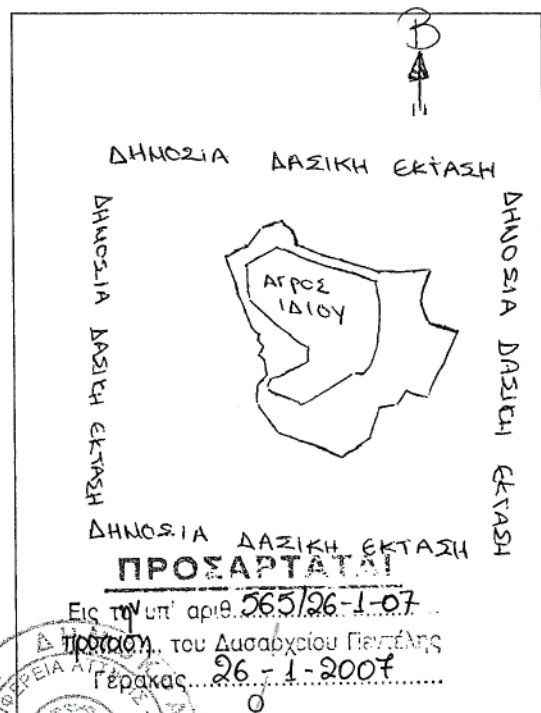 Β
ΔΗΜΟΣΙΑ ΔΑΣΙΚΗ ΕΚΤΑΣΗ
ΔΗΜΟΣΙΑ ΔΑΣΙΚΗ ΕΚΤΑΣΗ
ΔΗΜΟΣΙΑ ΔΑΣΙΚΗ ΕΚΤΑΣΗ
ΑΓΡΟΣ
ΙΔΙΟΥ
ΔΗΜΟΣΙΑ ΔΑΣΙΚΗ ΕΚΤΑΣΗ
ΠΡΟΣΑΡΤΑΤΑΙ
Εις την υπ' αριθ. 565/26-1-07
πρόταση. του Δασαρχείου Πεντέλης
Γέρακας 26-1-2007
Ο